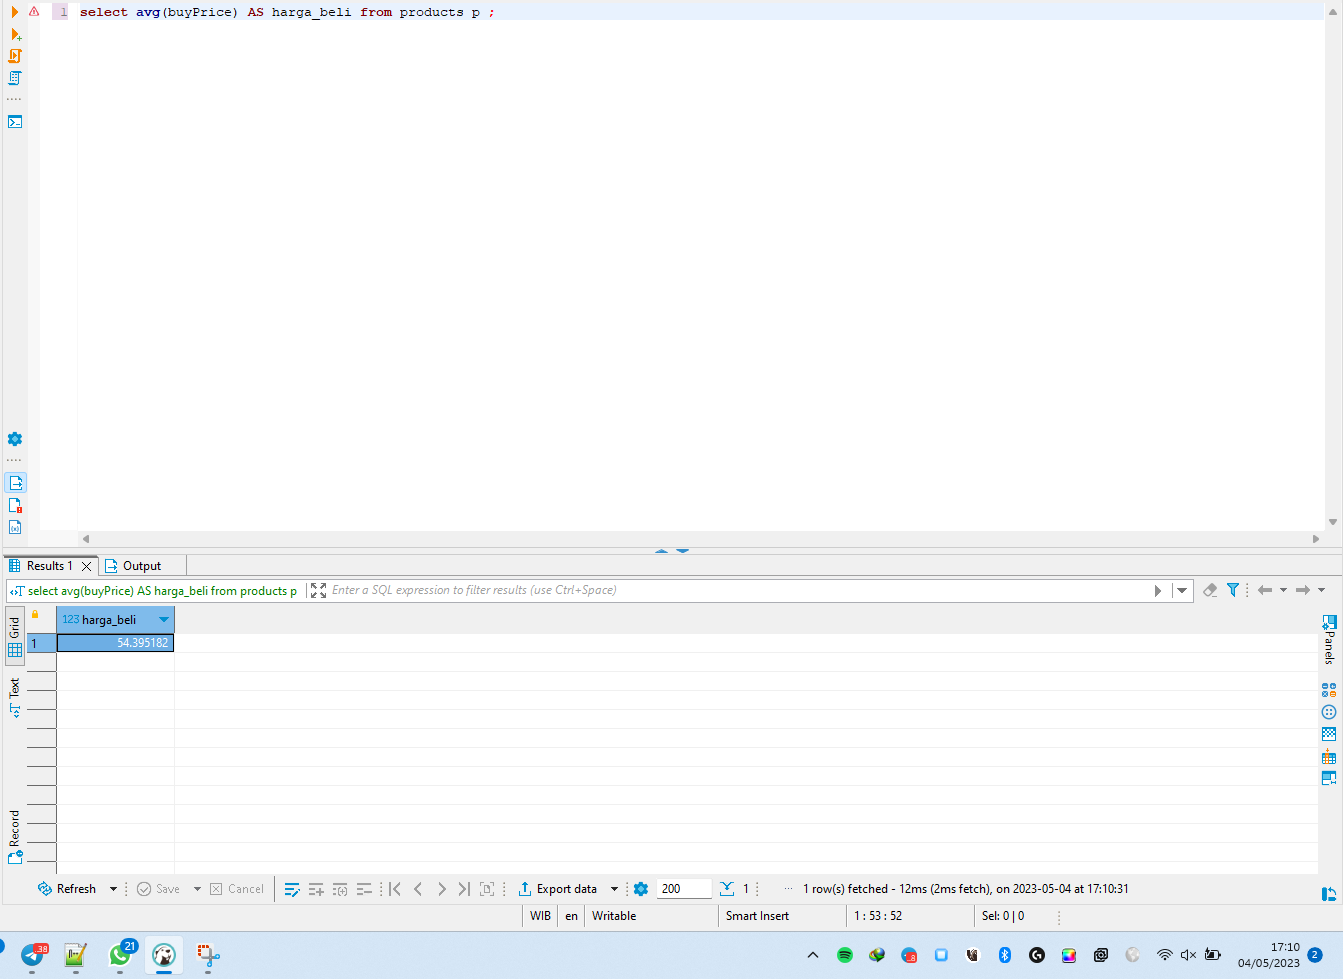 1 select avg(buyPrice) AS harga_beli from products p ;
Results 1 Output
select avg(buyPrice) AS harga_beli from products p Enter a SQL expression to filter results (use Ctrl+Space)
Grid
123 harga_beli
1 54.395182
Text
Record
Panels
Refresh Save Cancel Export data 200 1 ... 1 row(s) fetched - 12ms (2ms fetch), on 2023-05-04 at 17:10:31
WIB en Writable Smart Insert 1 : 53 : 52 Sel: 0 | 0
38
21
17:10
04/05/2023 2